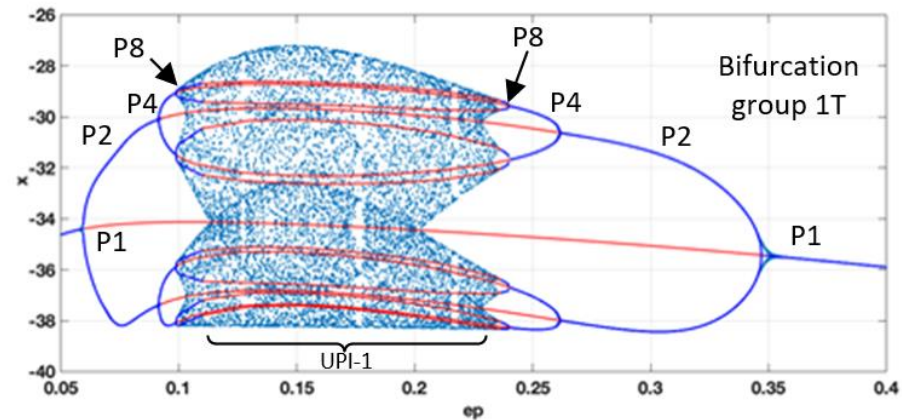 -26
-28
-30
-32
-34
-36
-38
-40
x
0.05
0.1
0.15
0.2
0.25
0.3
0.35
0.4
ep
P8
P4
P2
P1
P8
P4
P2
P1
Bifurcation
group 1T
UPI-1